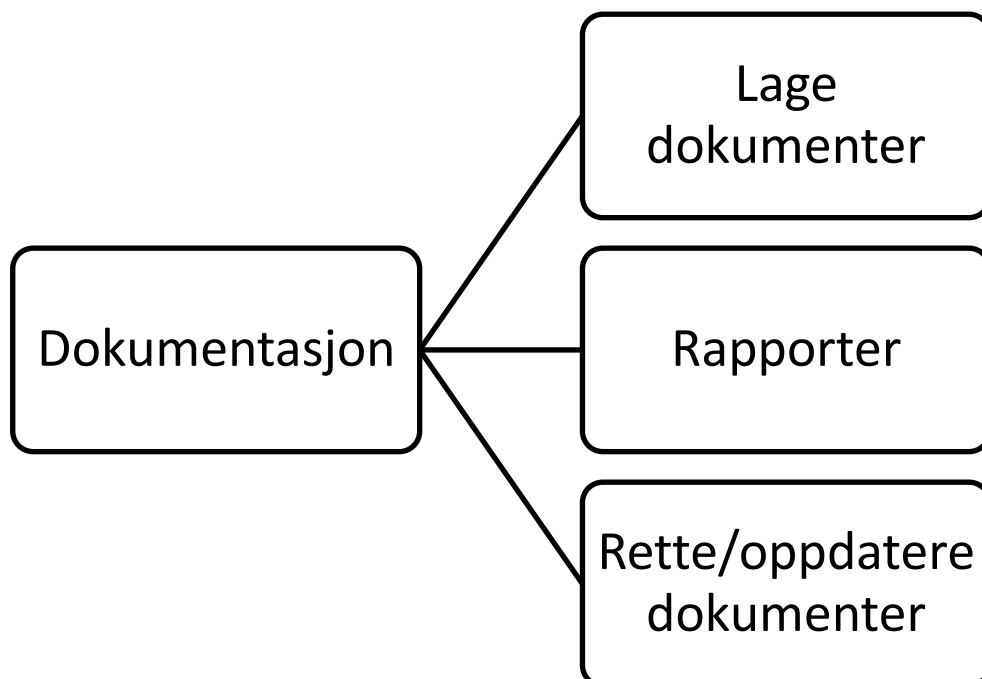 Lage
dokumenter
Dokumentasjon
Rapporter
Rette/oppdatere
dokumenter